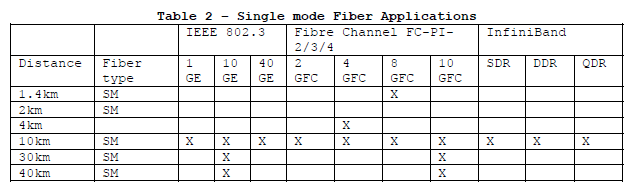 Table 2 – Single mode Fiber Applications
IEEE 802.3 Fibre Channel FC-PI- InfiniBand
2/3/4
Distance Fiber 1 10 40 2 4 8 10 SDR DDR QDR
type GE GE GE GFC GFC GFC GFC
1.4km SM X
2km SM
4km X
10km SM X X X X X X X X X X
30km SM X X
40km SM X X